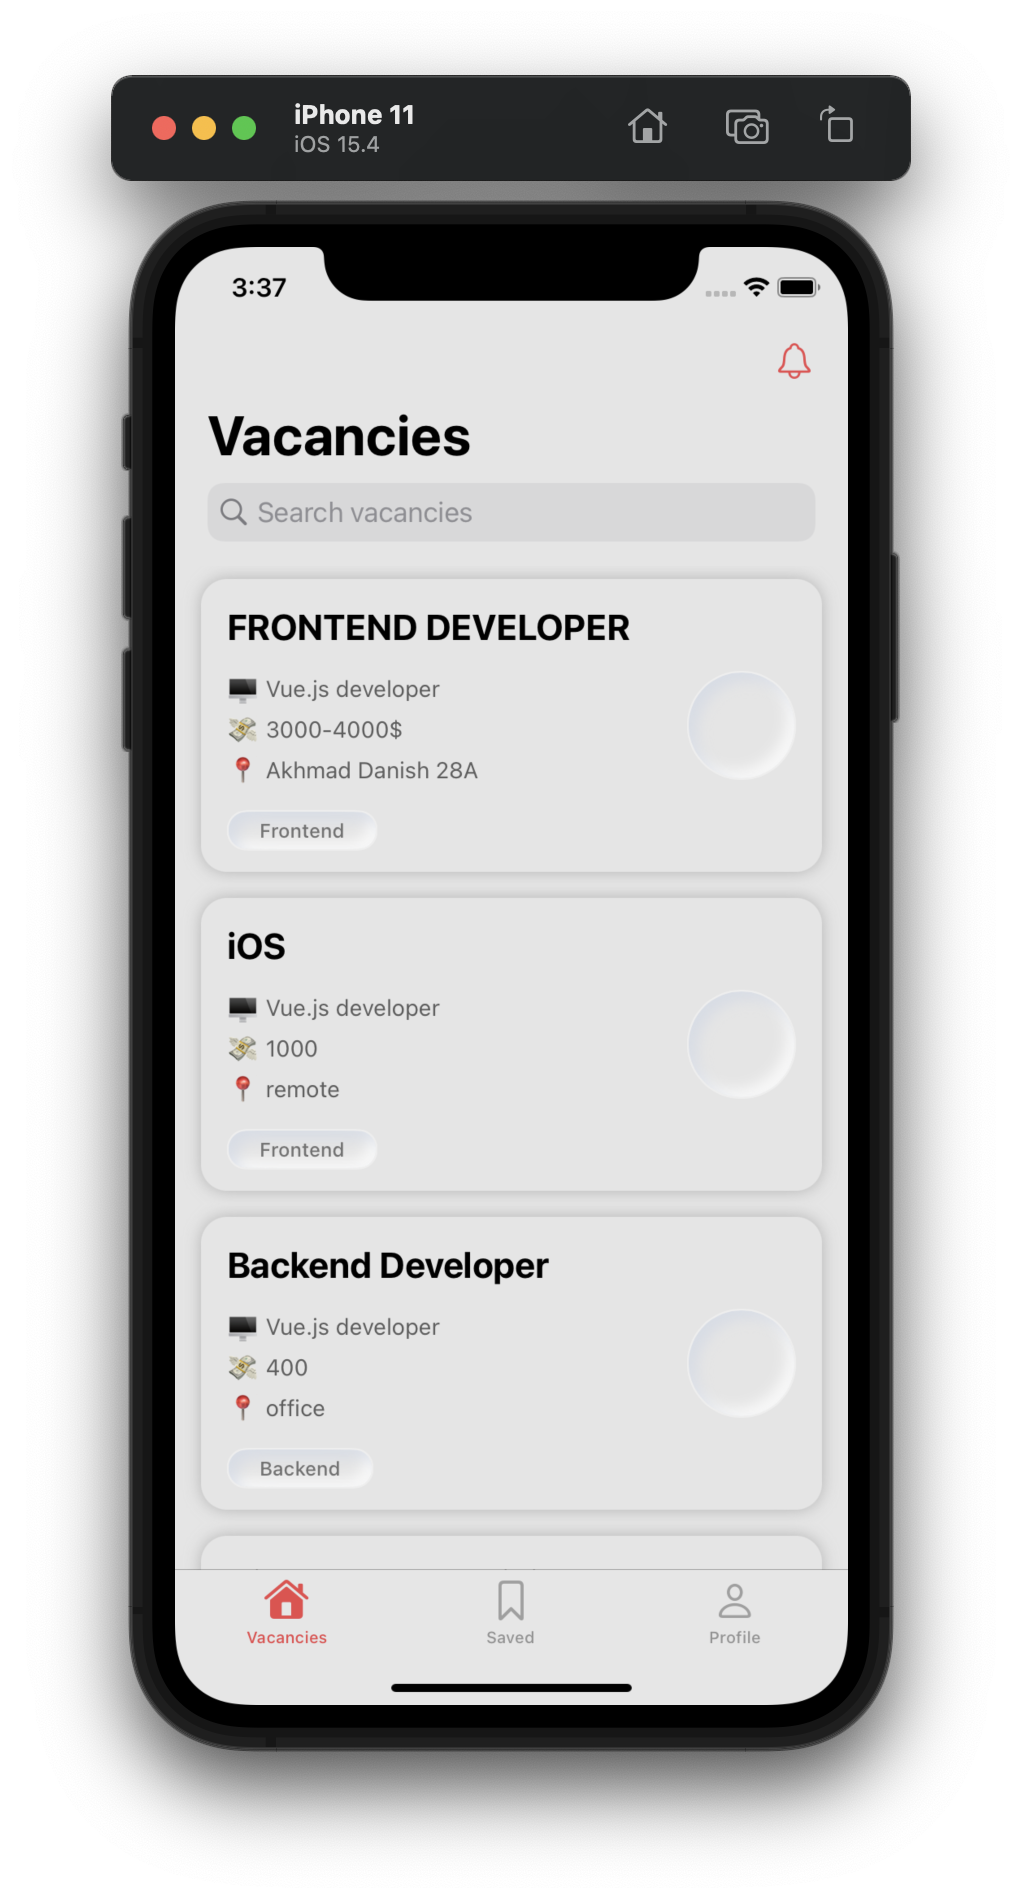 iPhone 11
iOS 15.4
3:37
Vacancies
Search vacancies
FRONTEND DEVELOPER
Vue.js developer
3000-4000$
Akhmad Danish 28A
Frontend
iOS
Vue.js developer
1000
remote
Frontend
Backend Developer
Vue.js developer
400
office
Backend
Vacancies
Saved
Profile